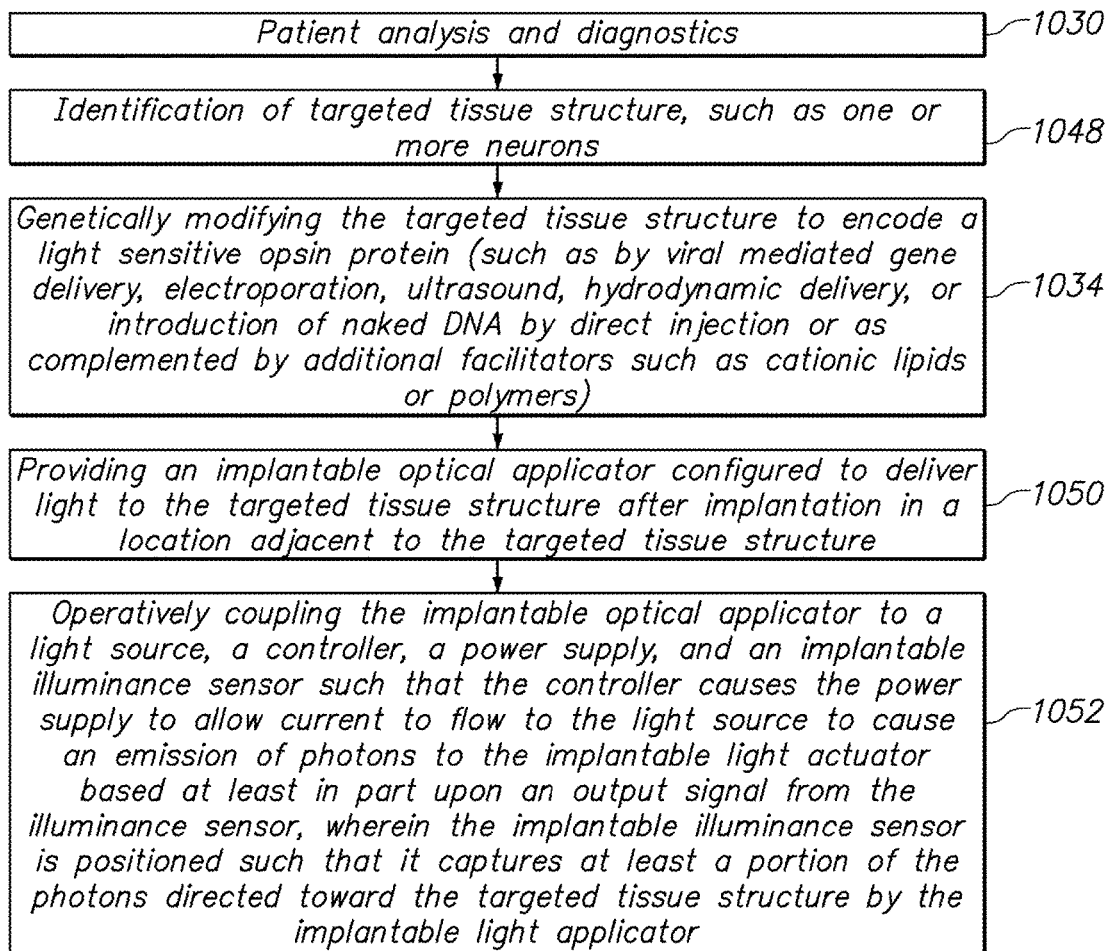 Patient analysis and diagnostics
1030
Identification of targeted tissue structure, such as one or
more neurons
1048
Genetically modifying the targeted tissue structure to encode a
light sensitive opsin protein (such as by viral mediated gene
delivery, electroporation, ultrasound, hydrodynamic delivery, or
introduction of naked DNA by direct injection or as
complemented by additional facilitators such as cationic lipids
or polymers)
1034
Providing an implantable optical applicator configured to deliver
light to the targeted tissue structure after implantation in a
location adjacent to the targeted tissue structure
1050
Operatively coupling the implantable optical applicator to a
light source, a controller, a power supply, and an implantable
illuminance sensor such that the controller causes the power
supply to allow current to flow to the light source to cause
an emission of photons to the implantable light actuator
based at least in part upon an output signal from the
illuminance sensor, wherein the implantable illuminance sensor
is positioned such that it captures at least a portion of the
photons directed toward the targeted tissue structure by the
implantable light applicator
1052